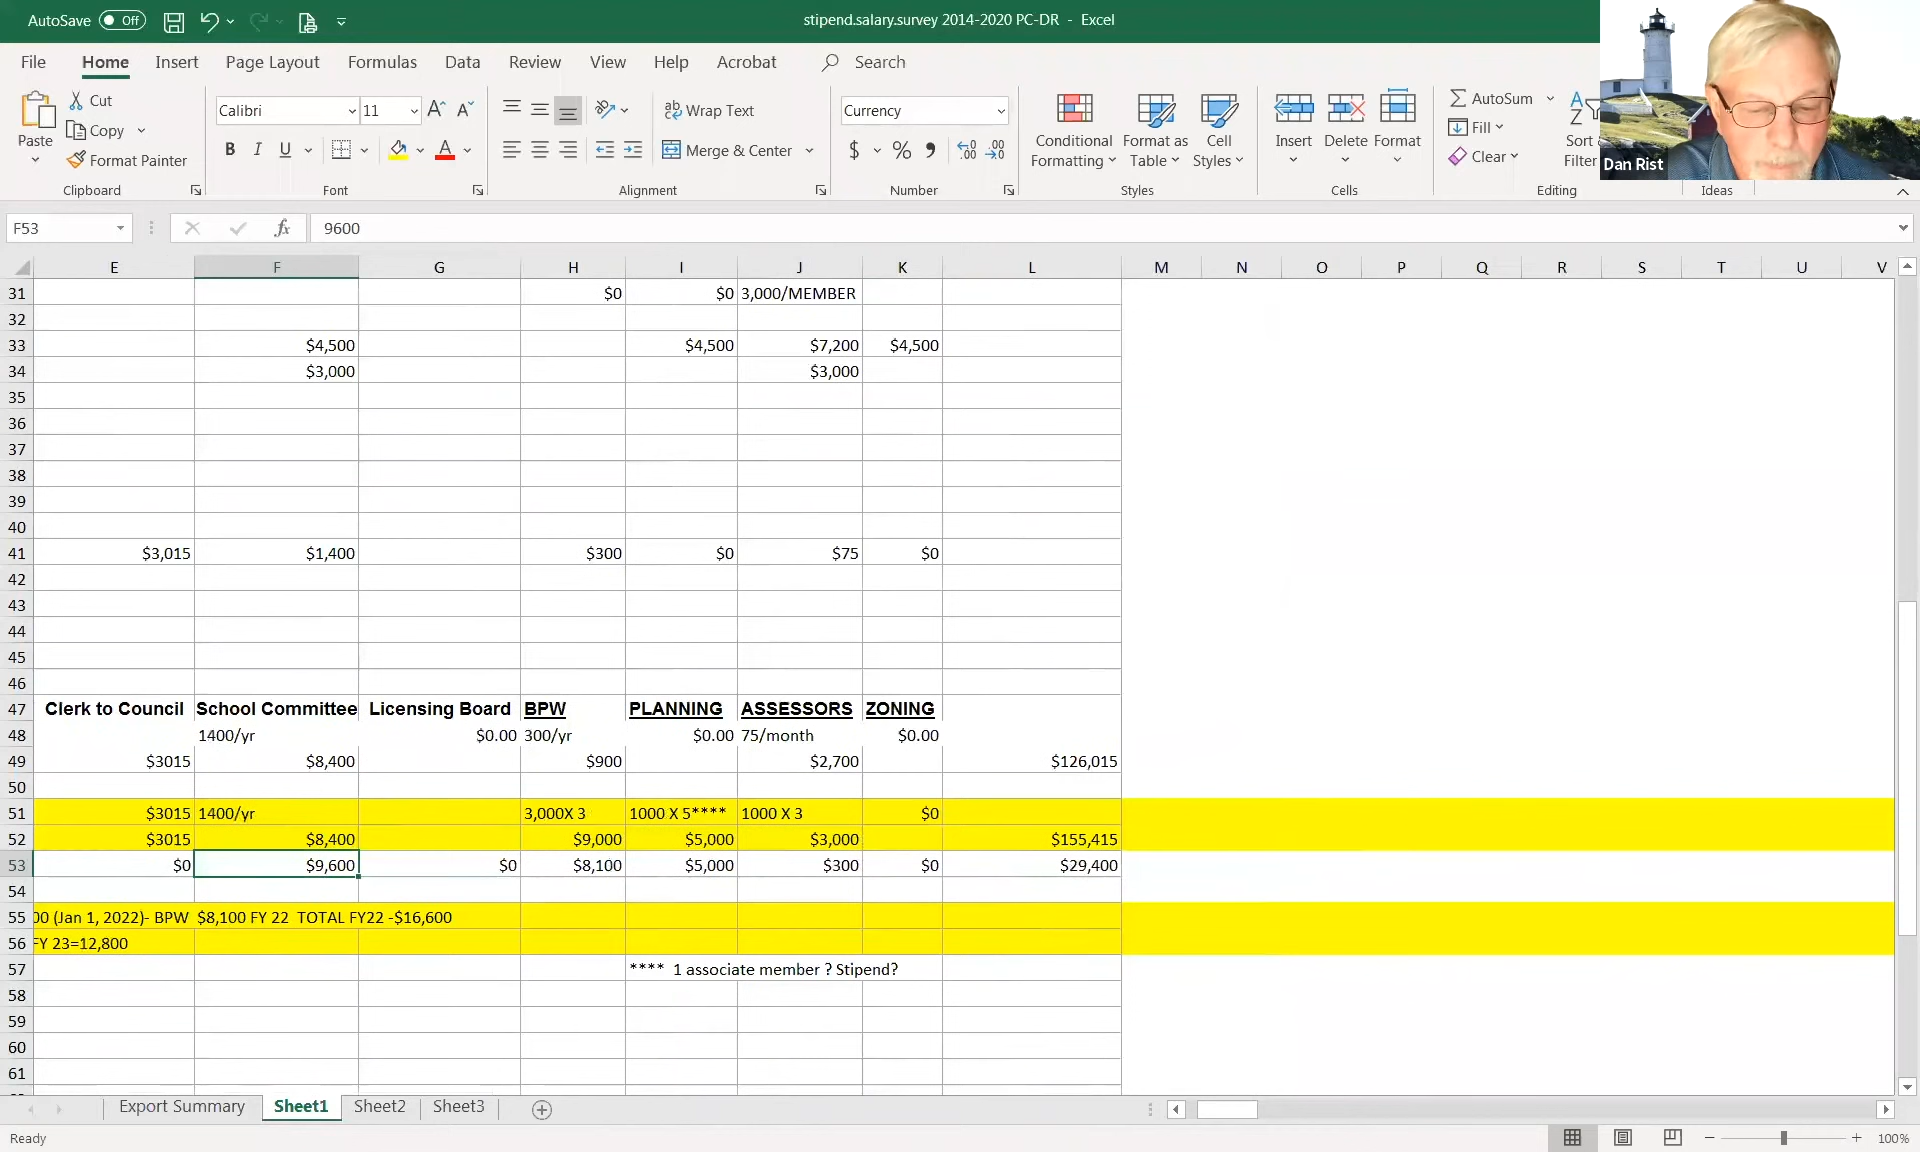 AutoSave Off
stipend.salary.survey 2014-2020 PC-DR - Excel
File Home Insert Page Layout Formulas Data Review View Help Acrobat Search
Paste
Cut
Copy
Format Painter
Clipboard
Calibri 11
B I U
Font
Wrap Text
Merge & Center
Alignment
Currency
$ % 9 .00 .00
Number
Conditional Formatting
Format as Table
Cell Styles
Styles
Insert Delete Format
Cells
AutoSum
Fill
Clear
Sort
Filter
Editing
Ideas
Dan Rist
F53 fx 9600
E F G H I J K L M N O P Q R S T U V
31 $0 $0 3,000/MEMBER
32
33 $4,500 $4,500 $7,200 $4,500
34 $3,000 $3,000
35
36
37
38
39
40
41 $3,015 $1,400 $300 $0 $75 $0
42
43
44
45
46
47 Clerk to Council School Committee Licensing Board BPW PLANNING ASSESSORS ZONING
48 1400/yr $0.00 300/yr $0.00 75/month $0.00
49 $3015 $8,400 $900 $2,700 $126,015
50
51 $3015 1400/yr 3,000X 3 1000 X 5**** 1000 X 3 $0
52 $3015 $8,400 $9,000 $5,000 $3,000 $155,415
53 $0 $9,600 $0 $8,100 $5,000 $300 $0 $29,400
54
55 00 (Jan 1, 2022)- BPW $8,100 FY 22 TOTAL FY22 -$16,600
56 FY 23=12,800
57 **** 1 associate member ? Stipend?
58
59
60
61
Export Summary Sheet1 Sheet2 Sheet3
Ready
100%